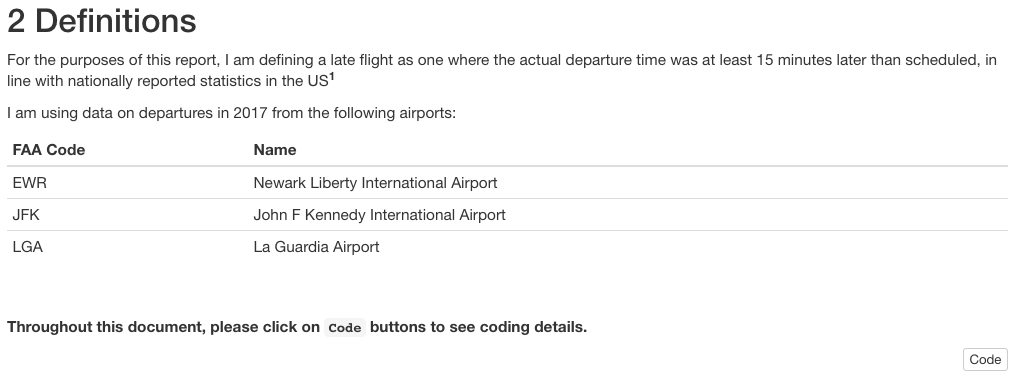 2 Definitions
For the purposes of this report, I am defining a late flight as one where the actual departure time was at least 15 minutes later than scheduled, in
line with nationally reported statistics in the US1
I am using data on departures in 2017 from the following airports:
FAA Code Name
EWR Newark Liberty International Airport
JFK John F Kennedy International Airport
LGA La Guardia Airport
Throughout this document, please click on Code buttons to see coding details.
Code